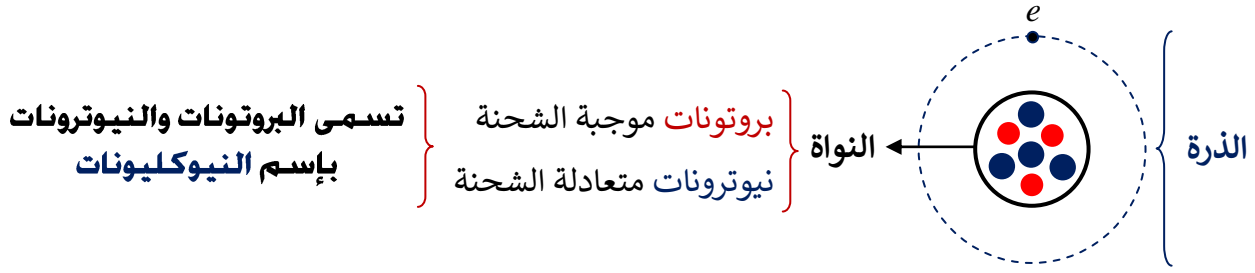 e
الذرة
النواة
بروتونات موجبة الشحنة
نيوترونات متعادلة الشحنة
تسمى البروتونات والنيوترونات
بإسم النيوكليونات